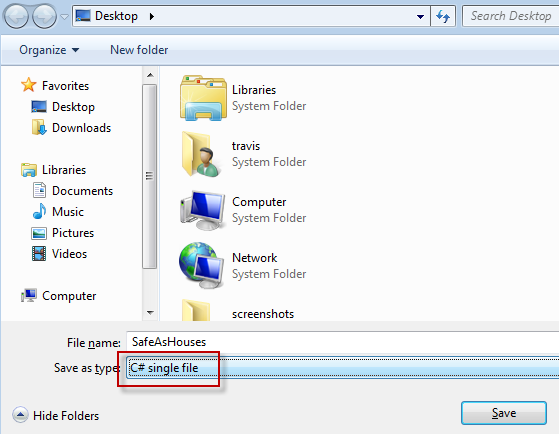 Desktop
Search Desktop
Organize
New folder
Favorites
Desktop
Downloads
Libraries
Documents
Music
Pictures
Videos
Computer
Libraries
System Folder
travis
System Folder
Computer
System Folder
Network
System Folder
screenshots
File name: SafeAsHouses
Save as type: C# single file
Hide Folders
Save